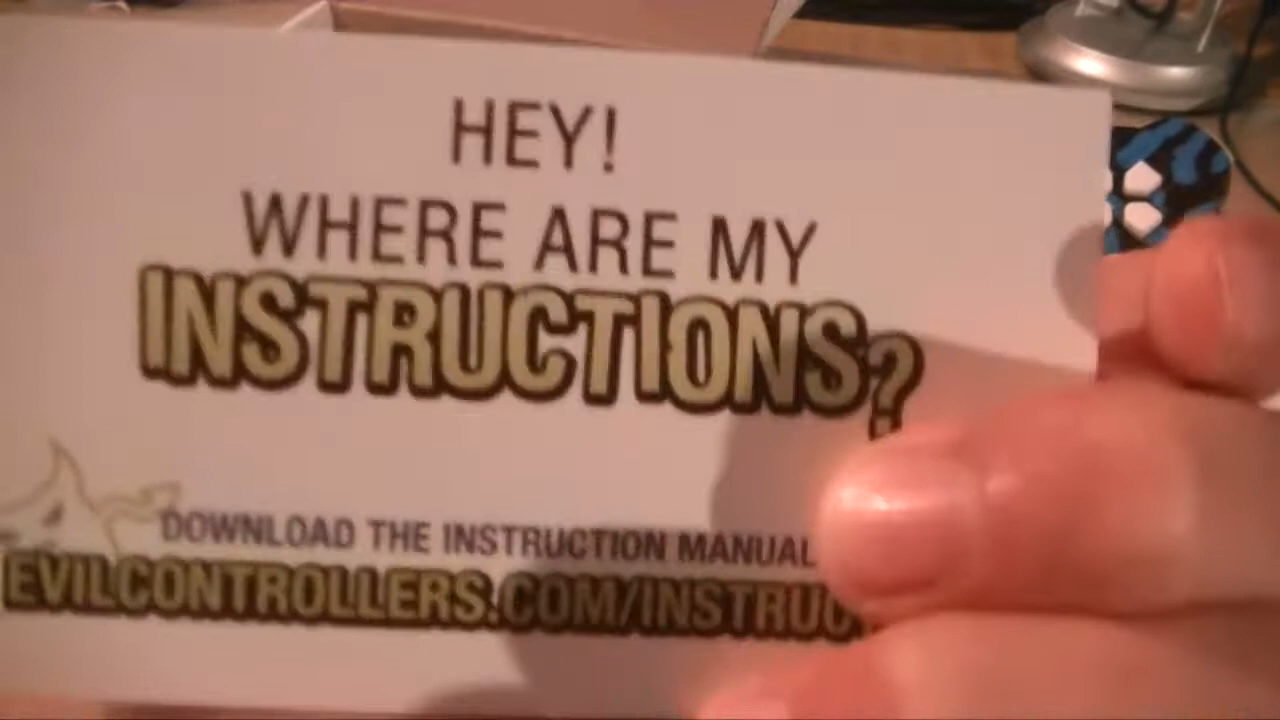 HEY!
WHERE ARE MY
INSTRUCTIONS?
DOWNLOAD THE INSTRUCTION MANUAL
EVILCONTROLLERS.COM/INSTRUC